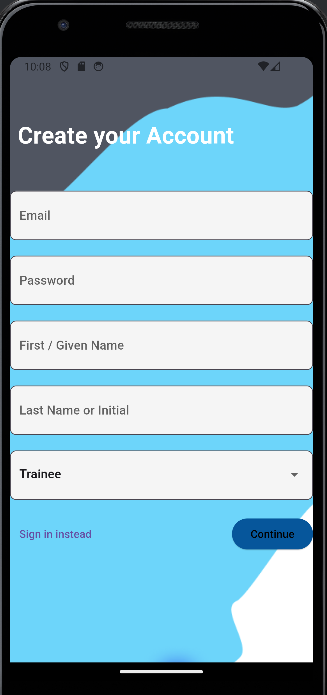 10:08
Create your Account
Email
Password
First / Given Name
Last Name or Initial
Trainee
Sign in instead
Continue